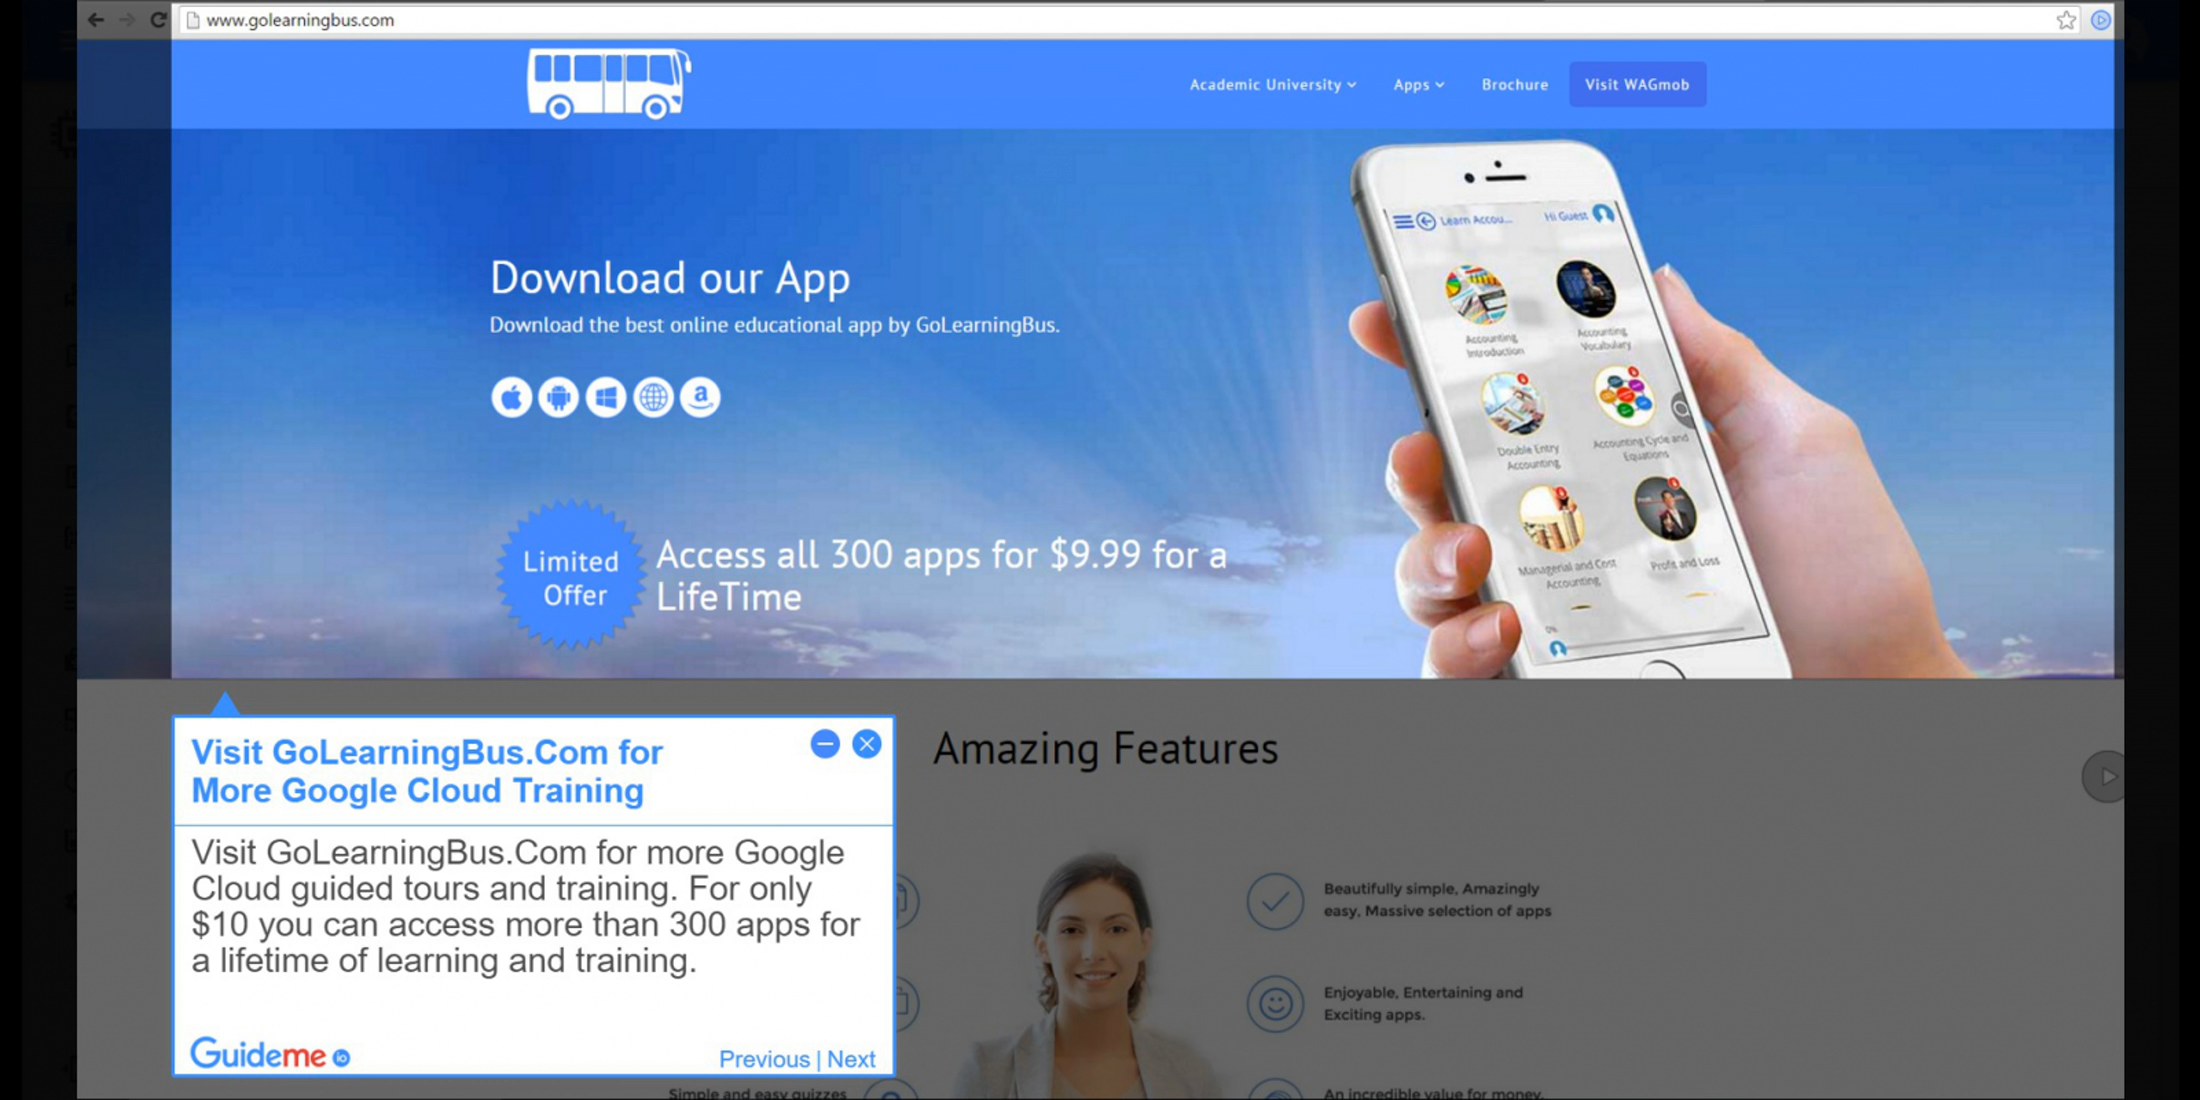 www.golearningbus.com
Academic University
Apps
Brochure
Visit WAGmob
Download our App
Download the best online educational app by GoLearningBus.
a
Limited
Offer
Access all 300 apps for $9.99 for a
LifeTime
Learn Accou...
Hi Guest
Accounting
Introduction
Accounting
Vocabulary
Double Entry
Accounting
Accounting Cycle and
Equations
Managerial and Cost
Accounting
Profit and Loss
0%
Visit GoLearningBus.Com for
More Google Cloud Training
Visit GoLearningBus.Com for more Google
Cloud guided tours and training. For only
$10 you can access more than 300 apps for
a lifetime of learning and training.
Guideme io
Previous | Next
Amazing Features
Beautifully simple, Amazingly
easy, Massive selection of apps
Enjoyable, Entertaining and
Exciting apps.
Simple and easy quizzes
An incredible value for money.